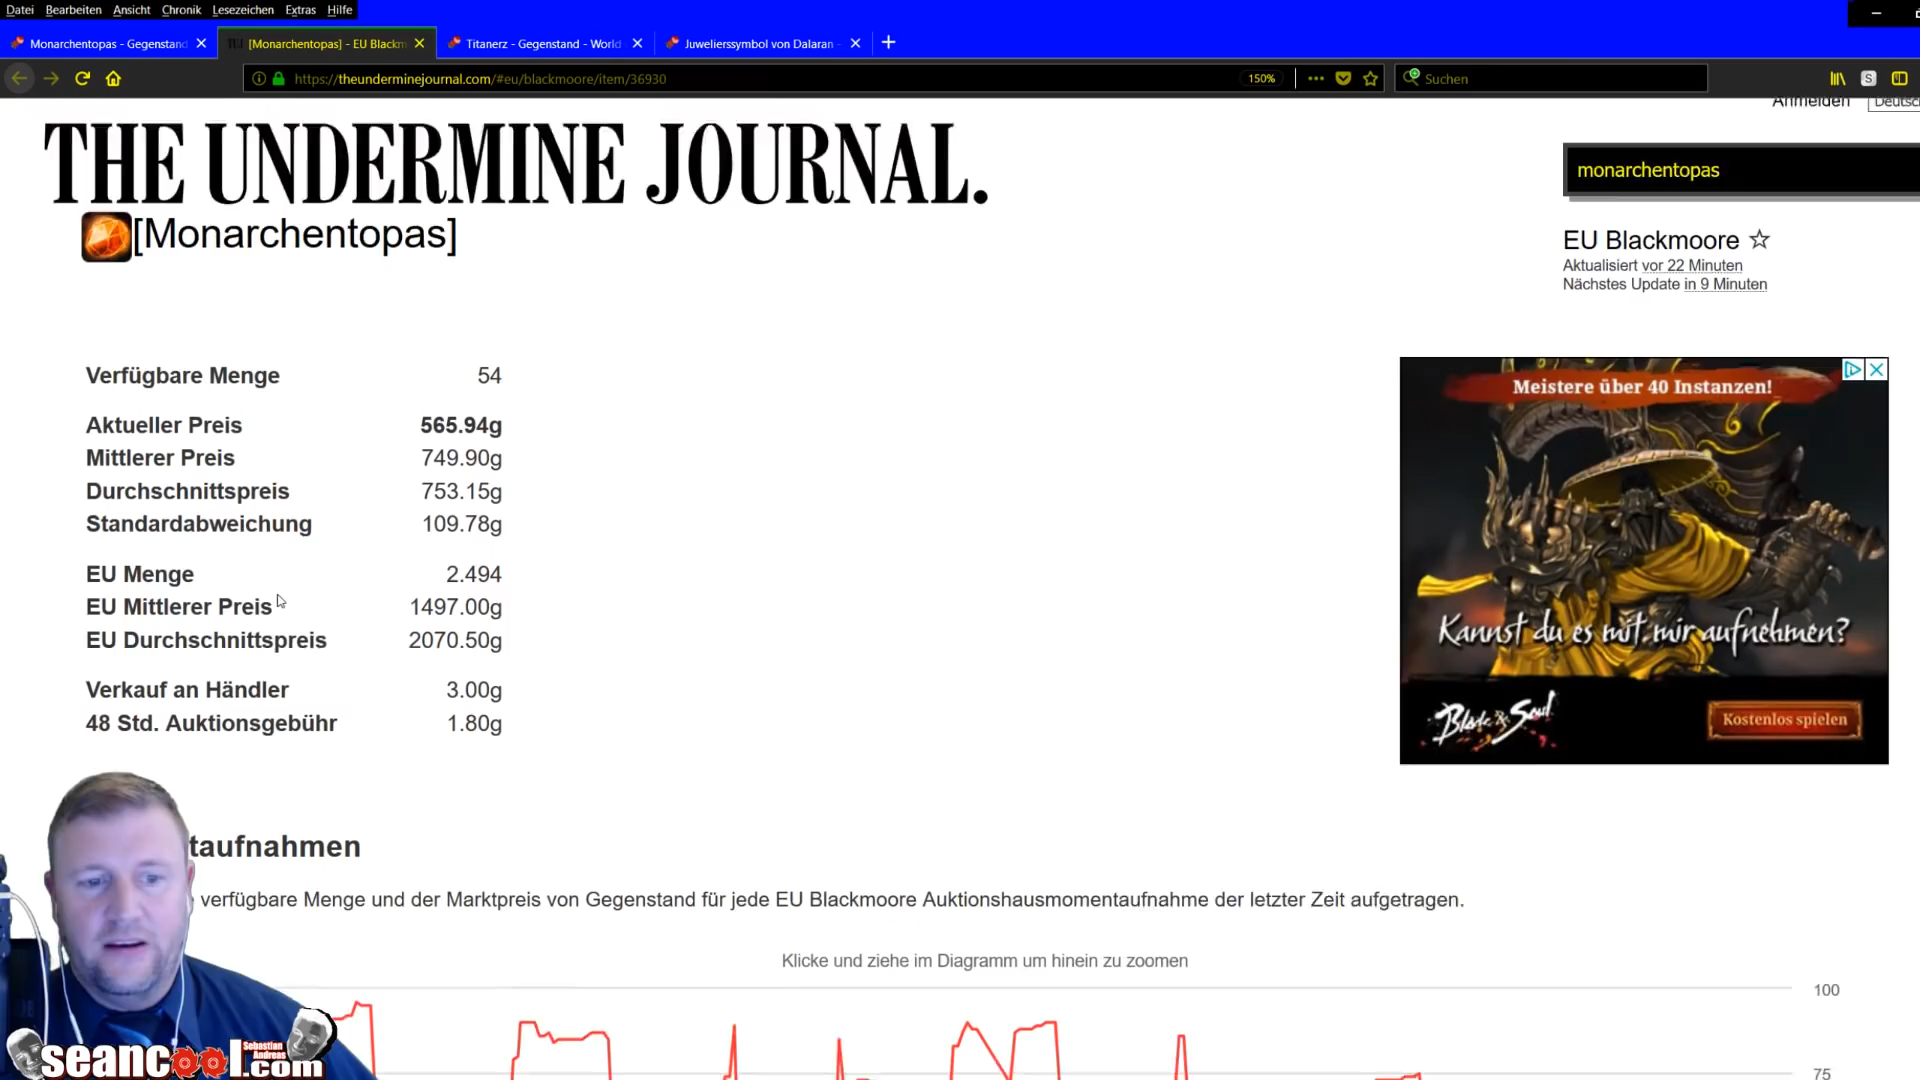 Datei Bearbeiten Ansicht Chronik Lesezeichen Extras Hilfe
Monarchentopas - Gegenstand
[Monarchentopas] - EU Blackm
Titanerz - Gegenstand - World
Juwelierssymbol von Dalaran -
https://theunderminejournal.com/#eu/blackmoore/item/36930
150%
Suchen
Anmelden
Deutsc
THE UNDERMINE JOURNAL.
monarchentopas
[Monarchentopas]
EU Blackmoore
Aktualisiert vor 22 Minuten
Nächstes Update in 9 Minuten
Verfügbare Menge 54
Aktueller Preis 565.94g
Mittlerer Preis 749.90g
Durchschnittspreis 753.15g
Standardabweichung 109.78g
EU Menge 2.494
EU Mittlerer Preis 1497.00g
EU Durchschnittspreis 2070.50g
Verkauf an Händler 3.00g
48 Std. Auktionsgebühr 1.80g
Meistere über 40 Instanzen!
Kannst du es mit mir aufnehmen?
Blade & Soul
Kostenlos spielen
taufnahmen
verfügbare Menge und der Marktpreis von Gegenstand für jede EU Blackmoore Auktionshausmomentaufnahme der letzter Zeit aufgetragen.
Klicke und ziehe im Diagramm um hinein zu zoomen
100
75
Sebastian
Andreas
seancool.com